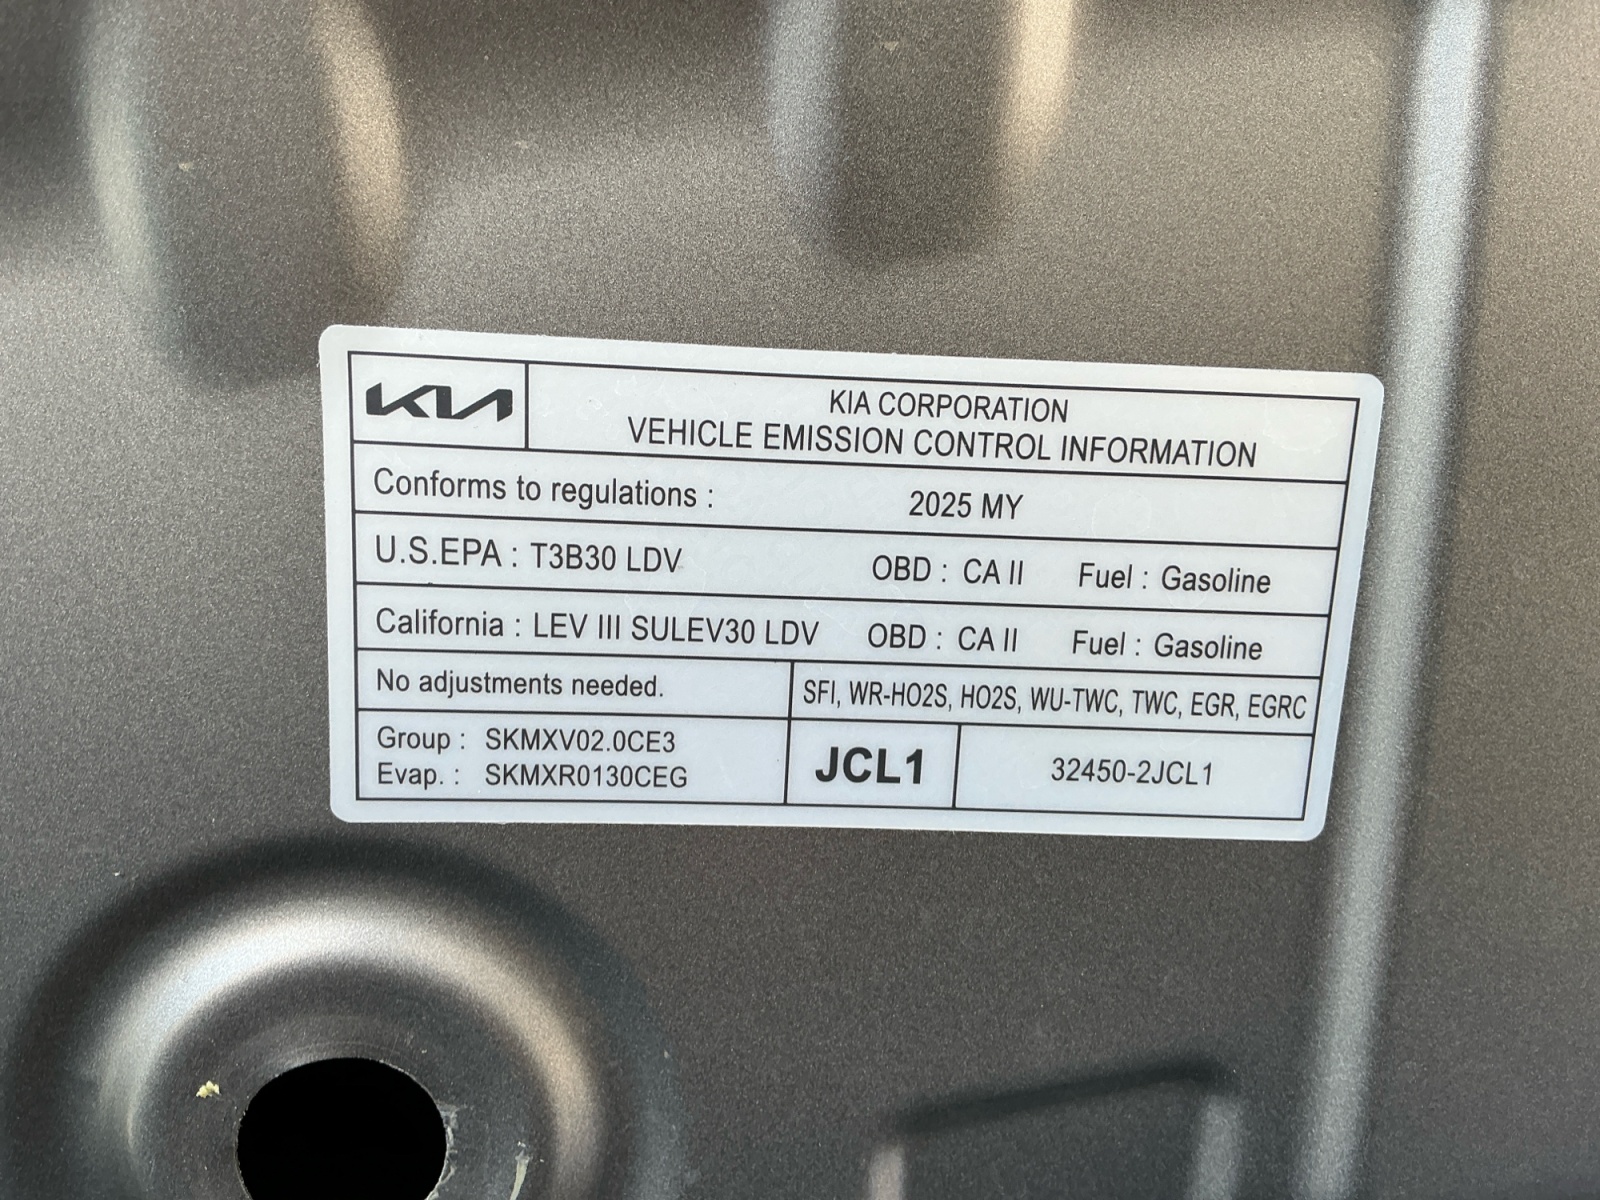 KIA
KIA CORPORATION
VEHICLE EMISSION CONTROL INFORMATION
Conforms to regulations : 2025 MY
U.S.EPA : T3B30 LDV OBD : CA II Fuel : Gasoline
California : LEV III SULEV30 LDV OBD : CA II Fuel : Gasoline
No adjustments needed. SFI, WR-HO2S, HO2S, WU-TWC, TWC, EGR, EGRC
Group : SKMXV02.0CE3
Evap. : SKMXR0130CEG
JCL1 32450-2JCL1